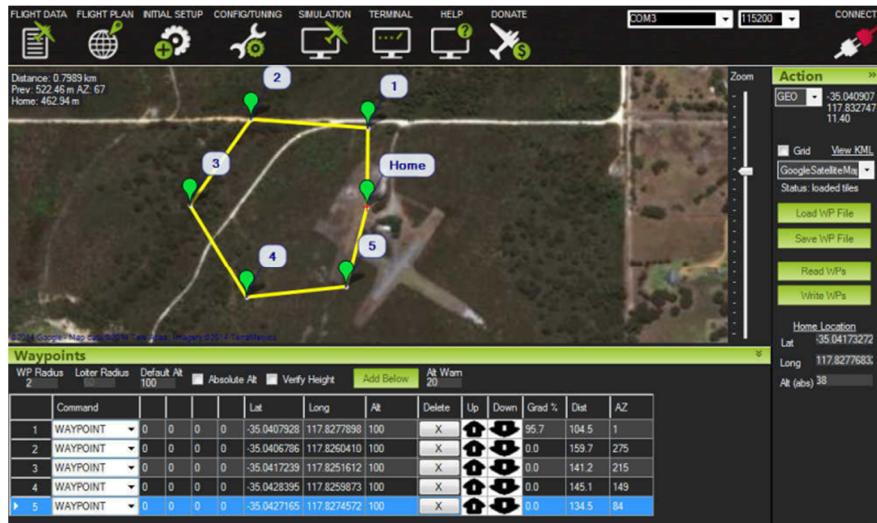 FLIGHT DATA FLIGHT PLAN INITIAL SETUP CONFIG/TUNING SIMULATION TERMINAL HELP DONATE COM3 115200 CONNECT
Distance: 0.7989 km
Prev: 522.46 m AZ: 67
Home: 462.94 m
2
1
3
Home
5
4
Zoom
Action »
GEO -35.040907
117.832747
11.40
Grid View KML
GoogleSatelliteMap
Status: loaded tiles
Load WP File
Save WP File
Read WPs
Write WPs
Home Location
Lat -35.04173272
Long 117.82776832
Alt (abs) 38
Waypoints
WP Radius Loiter Radius Default Alt Alt Warn
2 60 100 Absolute Alt Verify Height Add Below 20
Command Lat Long Alt Delete Up Down Grad % Dist AZ
1 WAYPOINT 0 0 0 0 -35.0407928 117.8277898 100 X 95.7 104.5 1
2 WAYPOINT 0 0 0 0 -35.0406786 117.8260410 100 X 0.0 159.7 275
3 WAYPOINT 0 0 0 0 -35.0417239 117.8251612 100 X 0.0 141.2 215
4 WAYPOINT 0 0 0 0 -35.0428395 117.8259873 100 X 0.0 145.1 149
5 WAYPOINT 0 0 0 0 -35.0427165 117.8274572 100 X 0.0 134.5 84